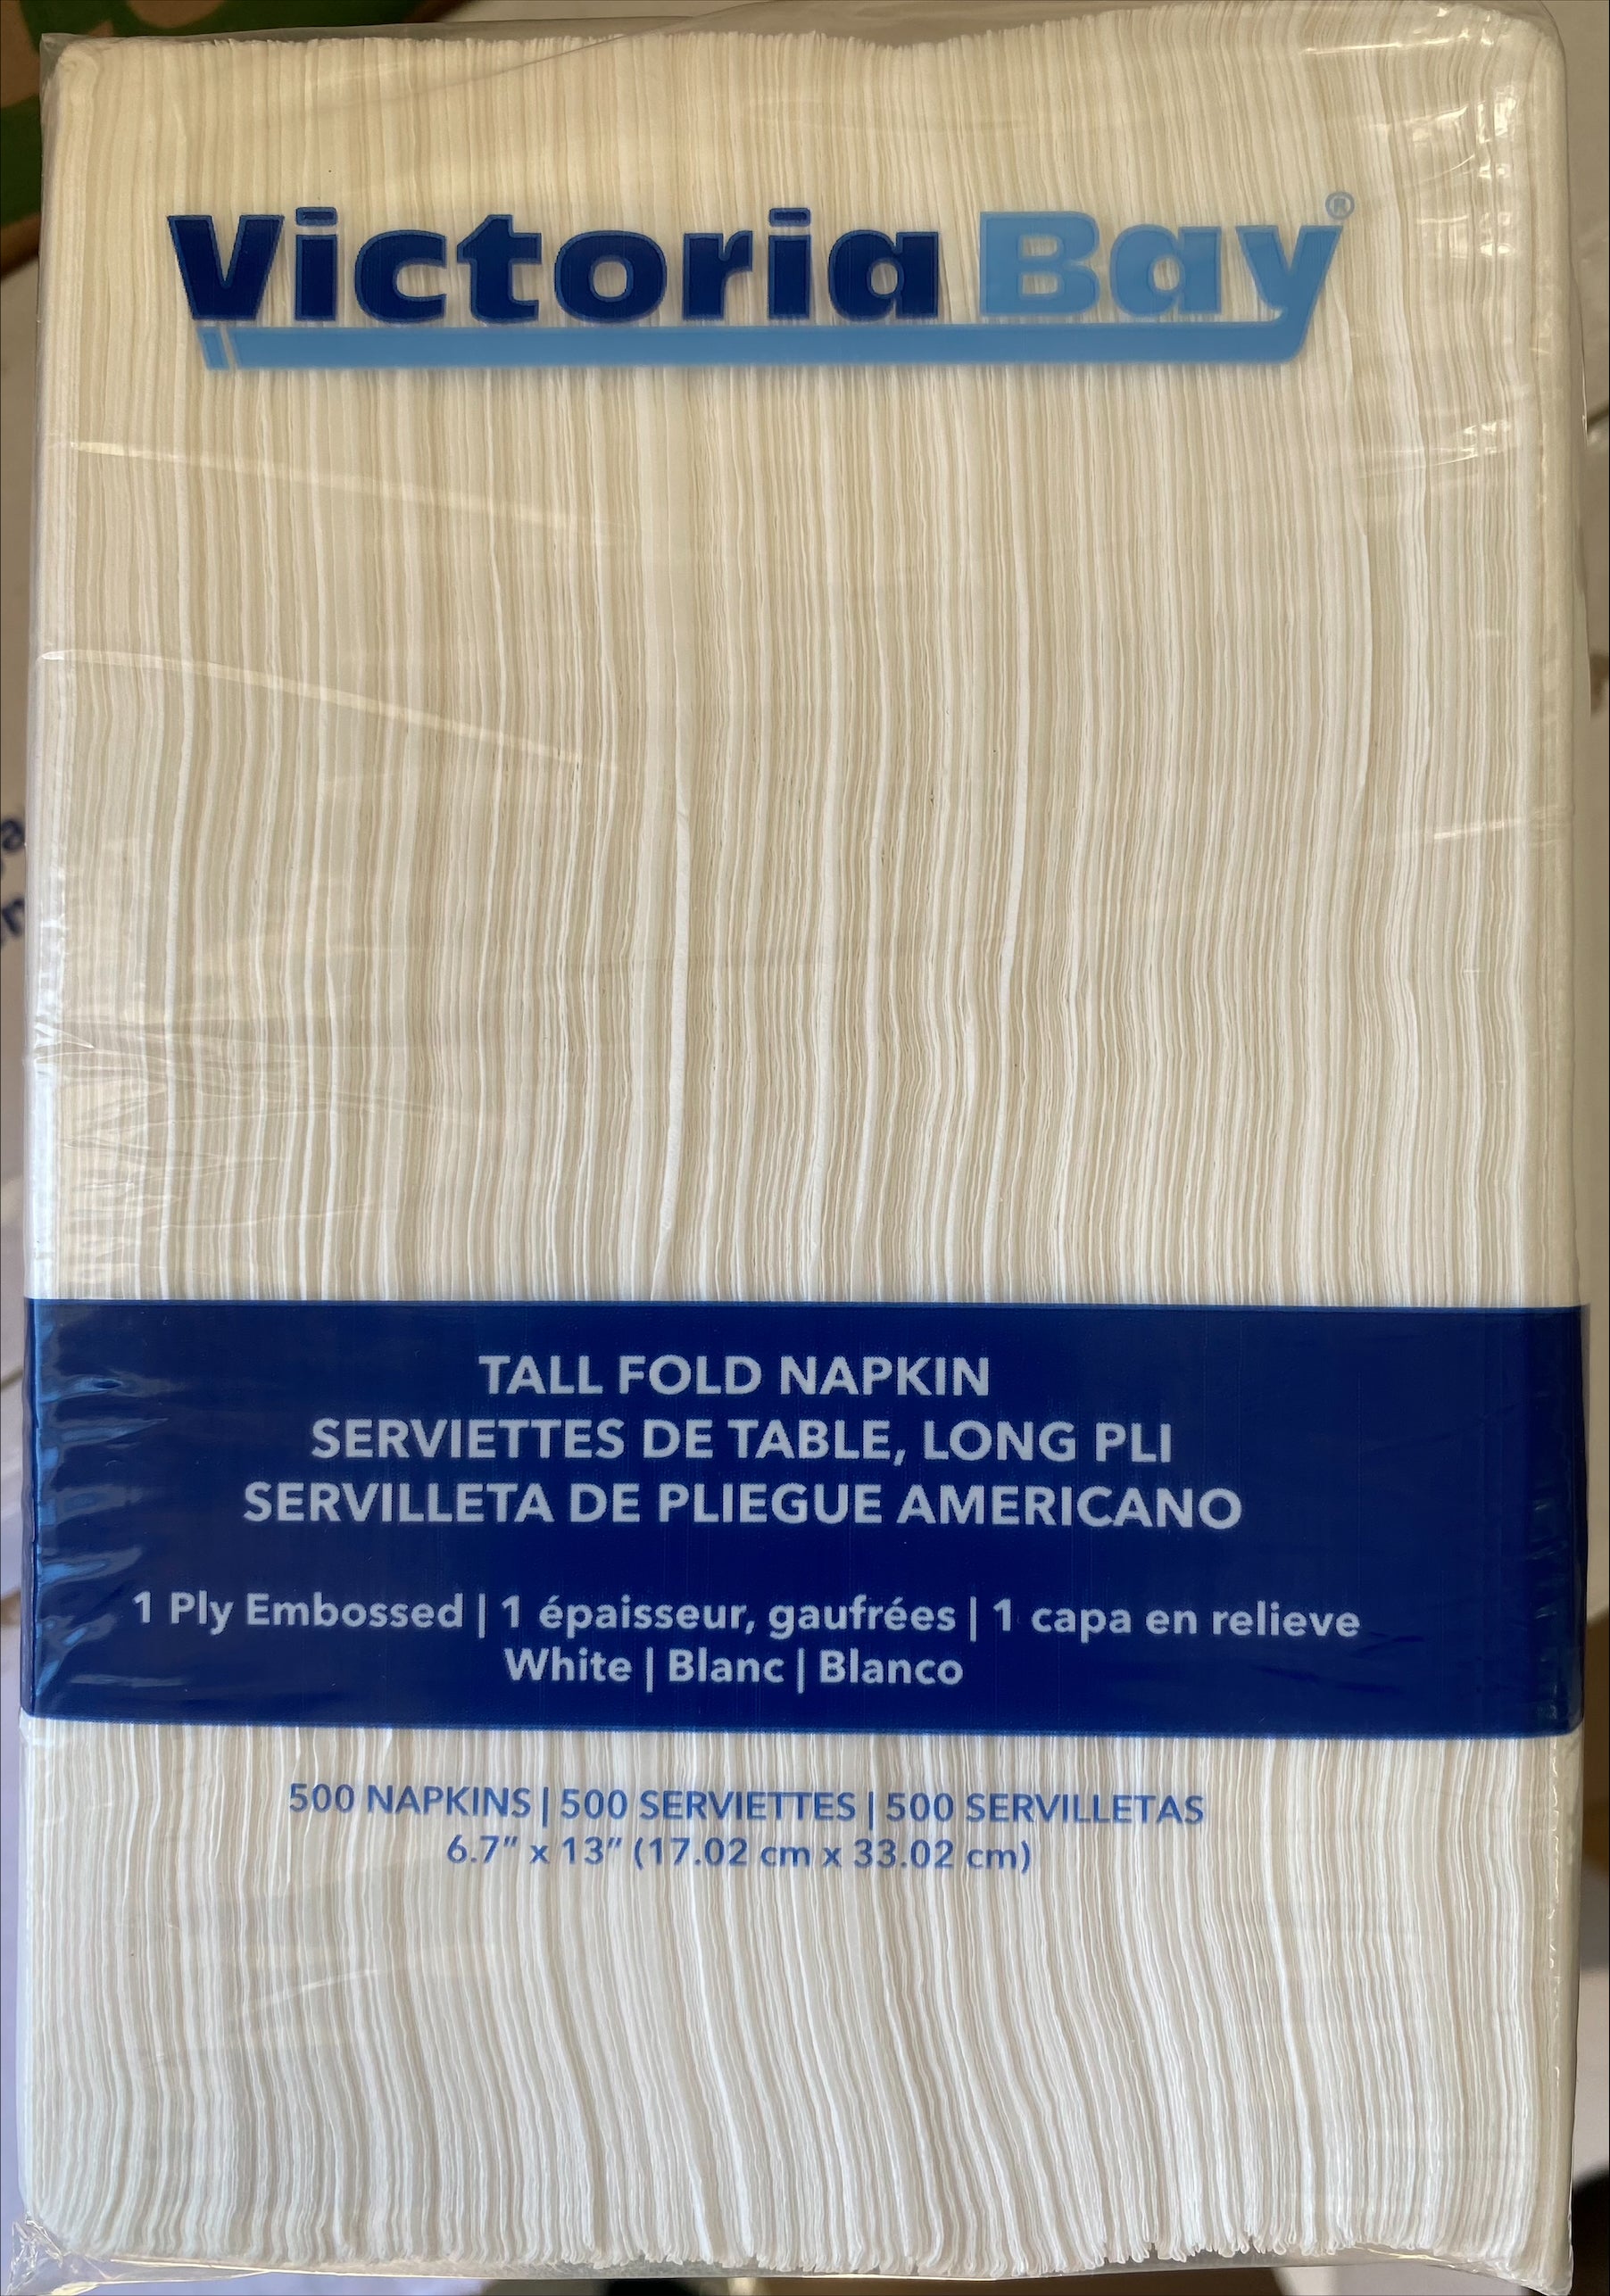 Victoria Bay®
TALL FOLD NAPKIN
SERVIETTES DE TABLE, LONG PLI
SERVILLETA DE PLIEGUE AMERICANO
1 Ply Embossed | 1 épaisseur, gaufrées | 1 capa en relieve
White | Blanc | Blanco
500 NAPKINS | 500 SERVIETTES | 500 SERVILLETAS
6.7" x 13" (17.02 cm x 33.02 cm)